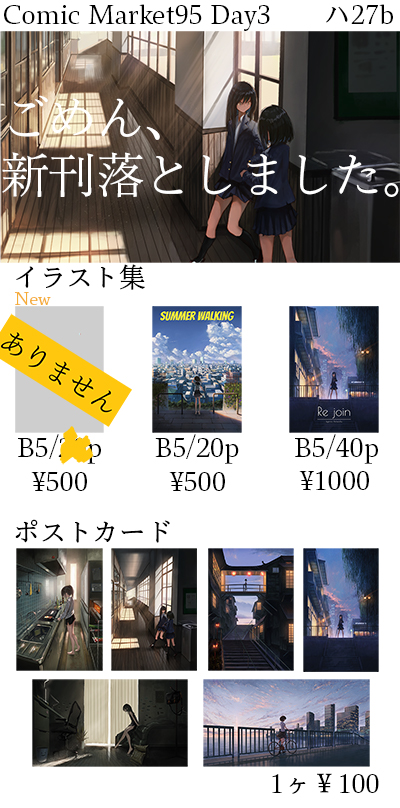 Comic Market95 Day3 ハ27b
ごめん、
新刊落としました。
イラスト集
New
ありません
SUMMER WALKING
Re join
B5/ p B5/20p B5/40p
¥500 ¥500 ¥1000
ポストカード
1ヶ ¥ 100